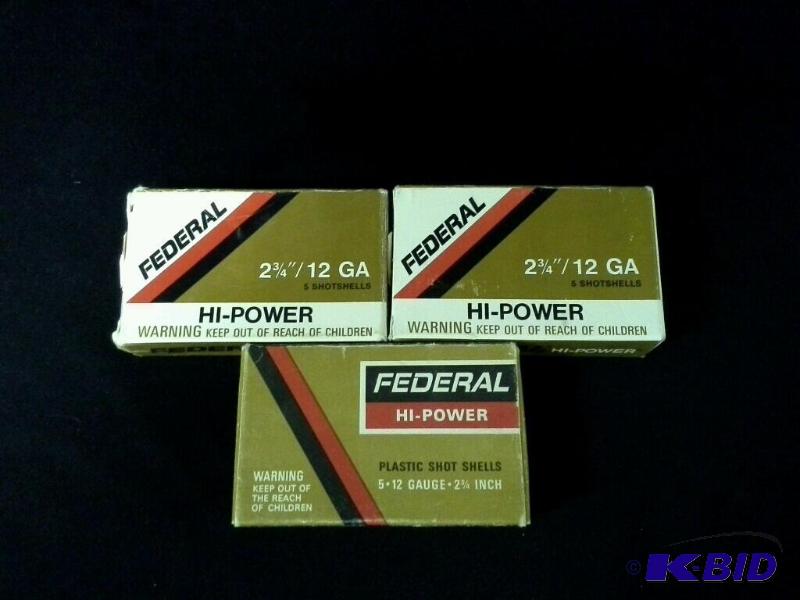 FEDERAL
2¾"/12 GA
5 SHOTSHELLS
HI-POWER
WARNING KEEP OUT OF REACH OF CHILDREN
FEDERAL
FEDERAL
2¾"/12 GA
5 SHOTSHELLS
HI-POWER
WARNING KEEP OUT OF REACH OF CHILDREN
HI-POWER
FEDERAL
HI-POWER
PLASTIC SHOT SHELLS
5•12 GAUGE•2¾ INCH
WARNING
KEEP OUT OF
THE REACH
OF CHILDREN
© K-BID